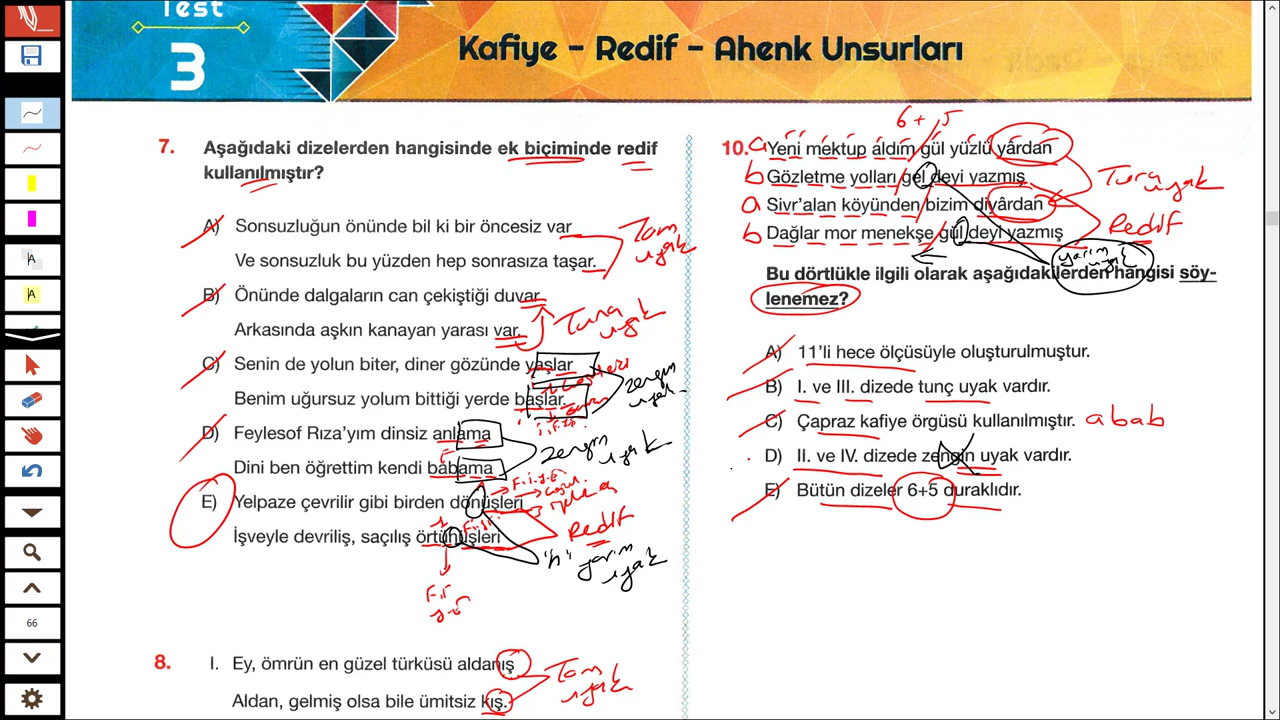 Test
3
Kafiye – Redif – Ahenk Unsurları
7. Aşağıdaki dizelerden hangisinde ek biçiminde redif
kullanılmıştır?
A) Sonsuzluğun önünde bil ki bir öncesiz var
Ve sonsuzluk bu yüzden hep sonrasıza taşar.
Tam
uyak
B) Önünde dalgaların can çekiştiği duvar
Arkasında aşkın kanayan yarası var.
Tunç
uyak
C) Senin de yolun biter, diner gözünde yaşlar
Benim uğursuz yolum bittiği yerde başlar.
zengin
uyak
D) Feylesof Rıza'yım dinsiz anlama
Dini ben öğrettim kendi babama
zengin
uyak
E) Yelpaze çevrilir gibi birden dönüşleri
İşveyle devriliş, saçılış örtünüşleri
Redif
"n" yarım
uyak
8. I. Ey, ömrün en güzel türküsü aldanış
Aldan, gelmiş olsa bile ümitsiz kış.
Tam
uyak
6+5
10. a Yeni mektup aldım gül yüzlü yârdan
b Gözletme yolları gel deyi yazmış
a Sivr'alan köyünden bizim diyârdan
b Dağlar mor menekşe gül deyi yazmış
Tunç
uyak
Redif
yarım
uyak
Bu dörtlükle ilgili olarak aşağıdakilerden hangisi söy-
lenemez?
A) 11'li hece ölçüsüyle oluşturulmuştur.
B) I. ve III. dizede tunç uyak vardır.
C) Çapraz kafiye örgüsü kullanılmıştır. abab
D) II. ve IV. dizede zengin uyak vardır.
E) Bütün dizeler 6+5 duraklıdır.
A
A
66